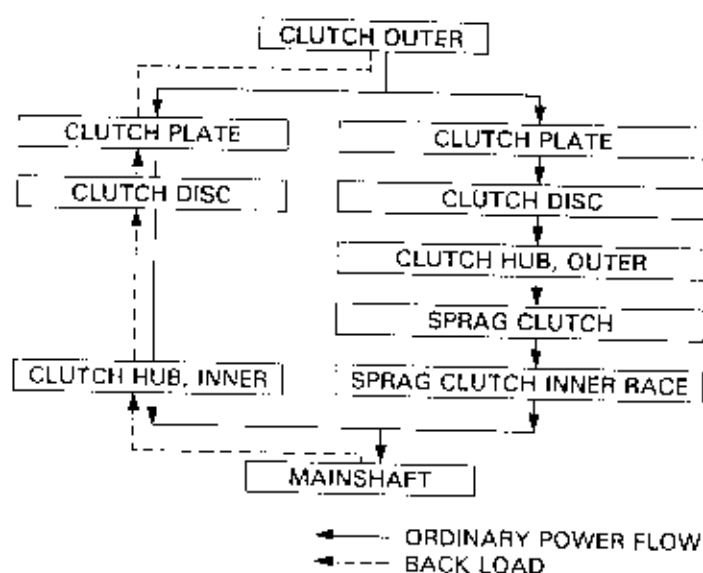 CLUTCH OUTER
CLUTCH PLATE
CLUTCH PLATE
CLUTCH DISC
CLUTCH DISC
CLUTCH HUB, OUTER
SPRAG CLUTCH
CLUTCH HUB, INNER
SPRAG CLUTCH INNER RACE
MAINSHAFT
ORDINARY POWER FLOW
BACK LOAD